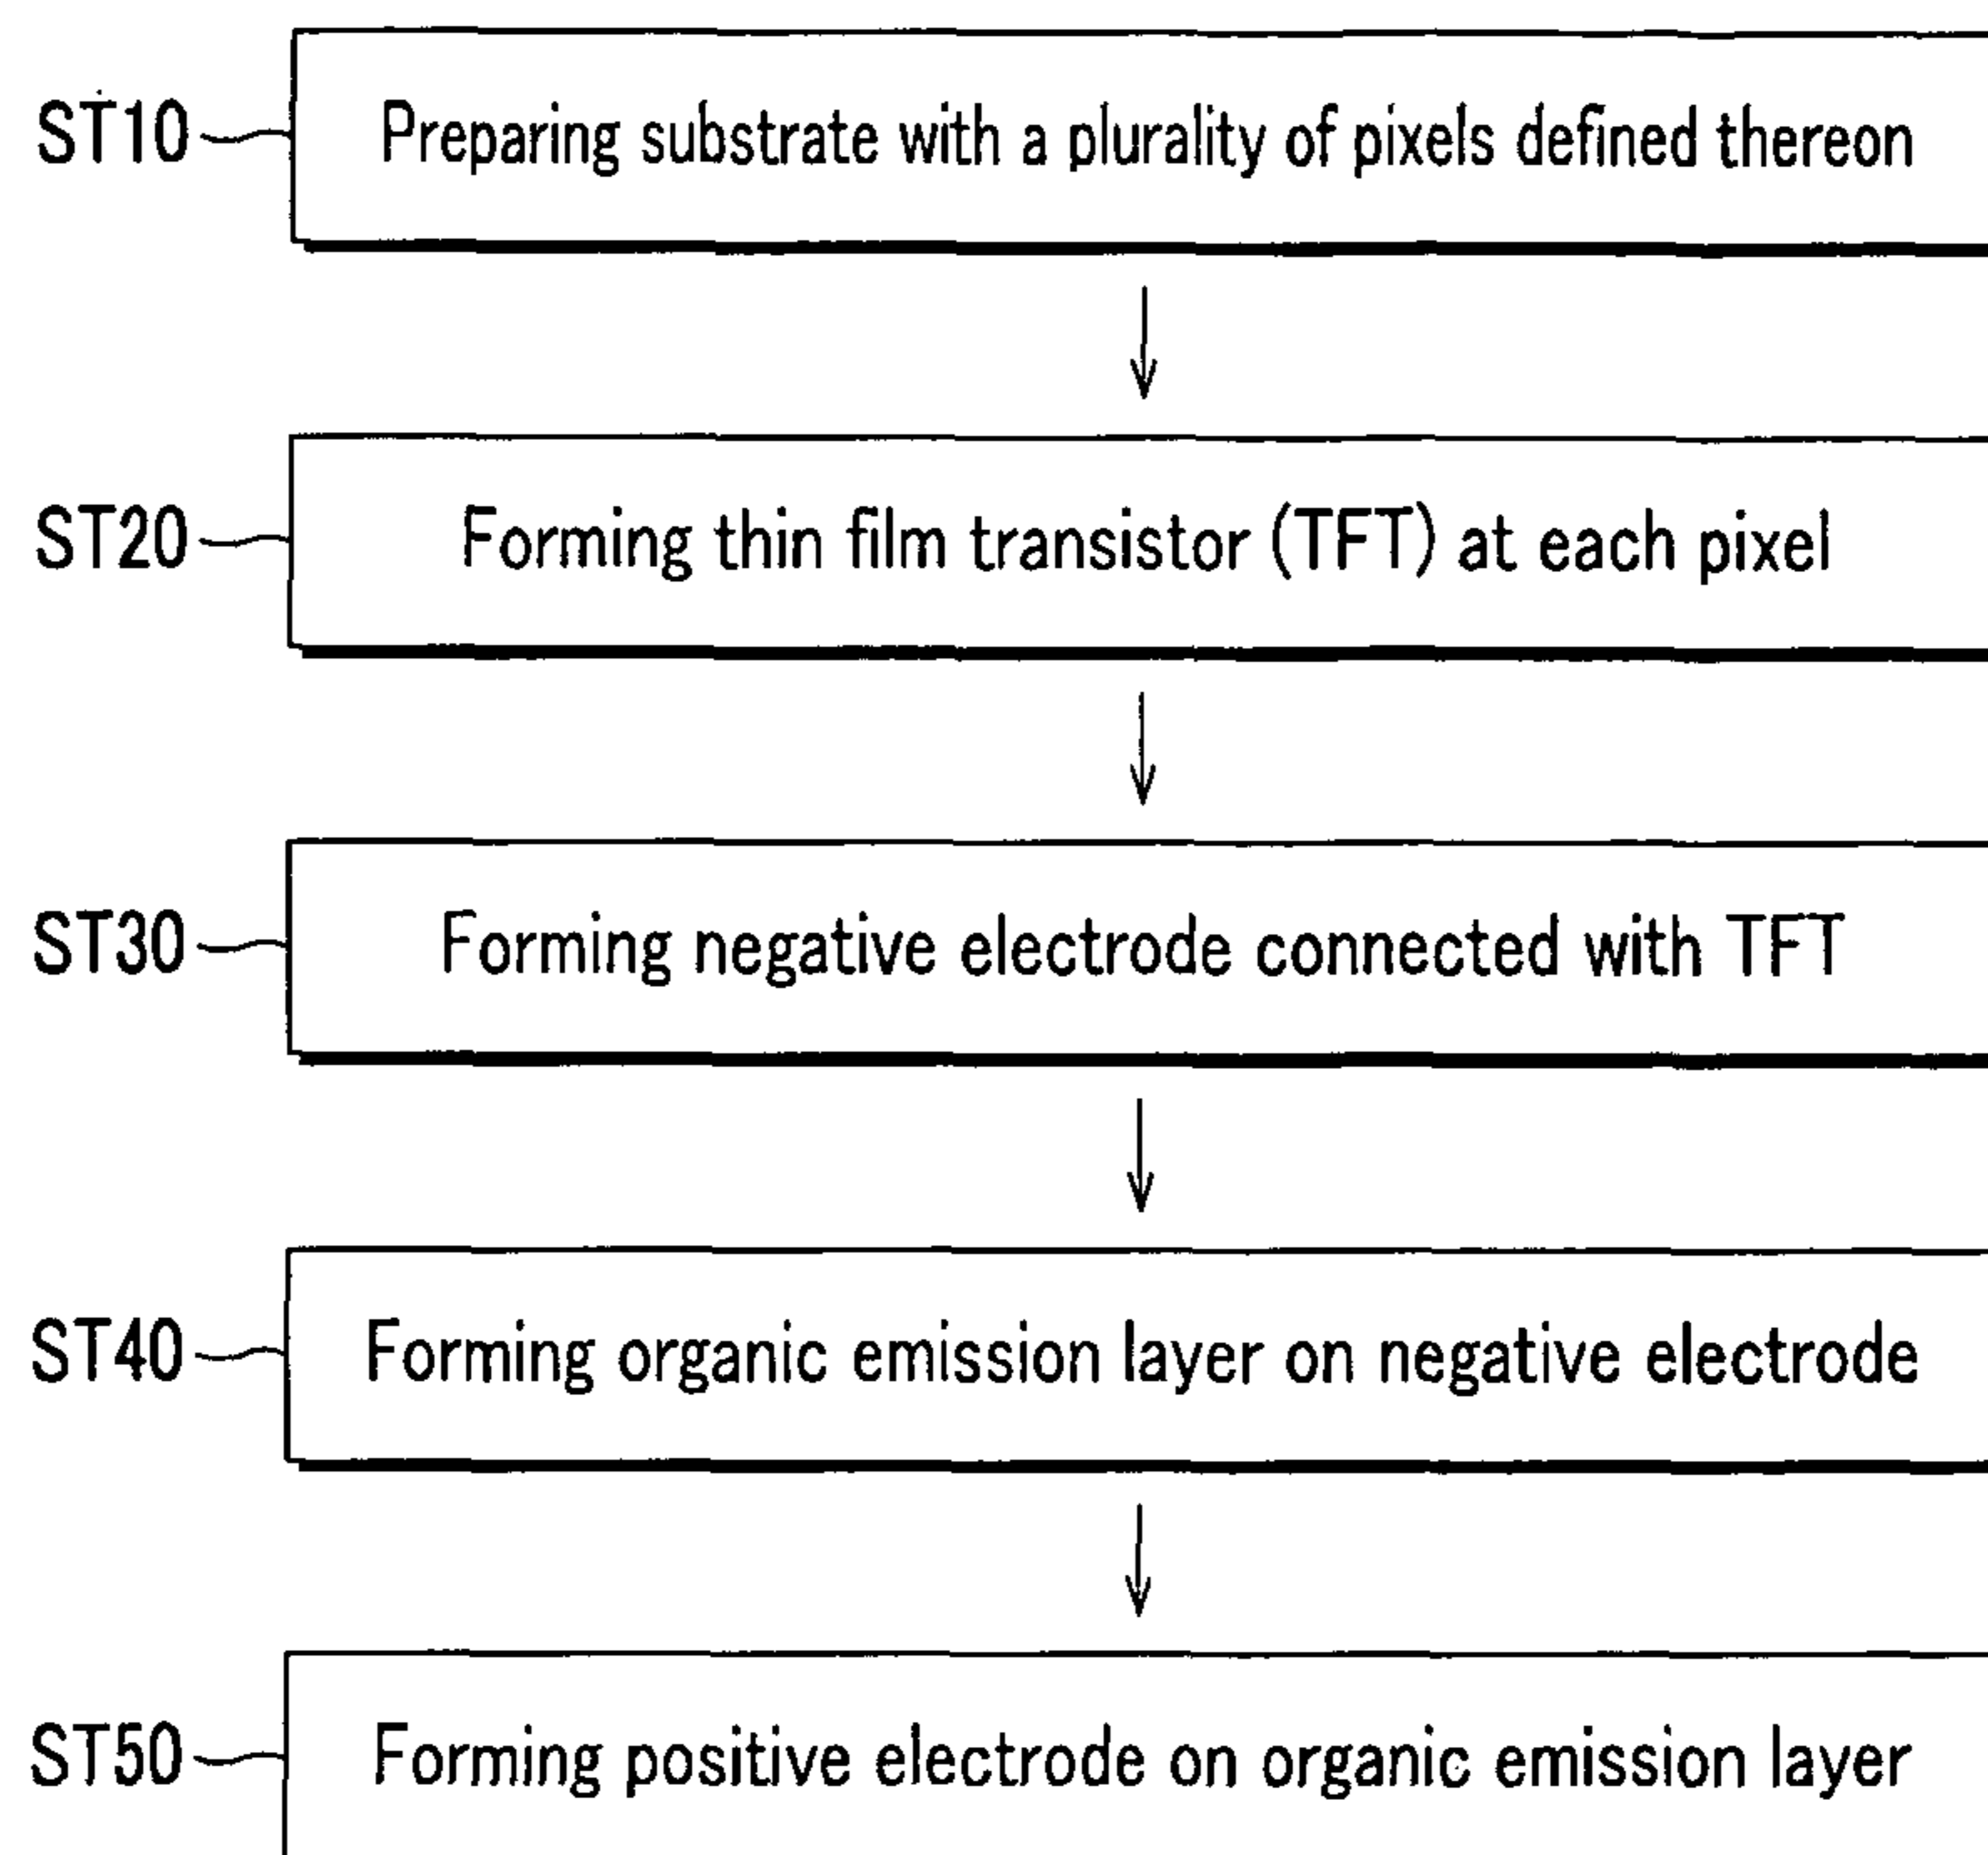 ST10 Preparing substrate with a plurality of pixels defined thereon
ST20 Forming thin film transistor (TFT) at each pixel
ST30 Forming negative electrode connected with TFT
ST40 Forming organic emission layer on negative electrode
ST50 Forming positive electrode on organic emission layer